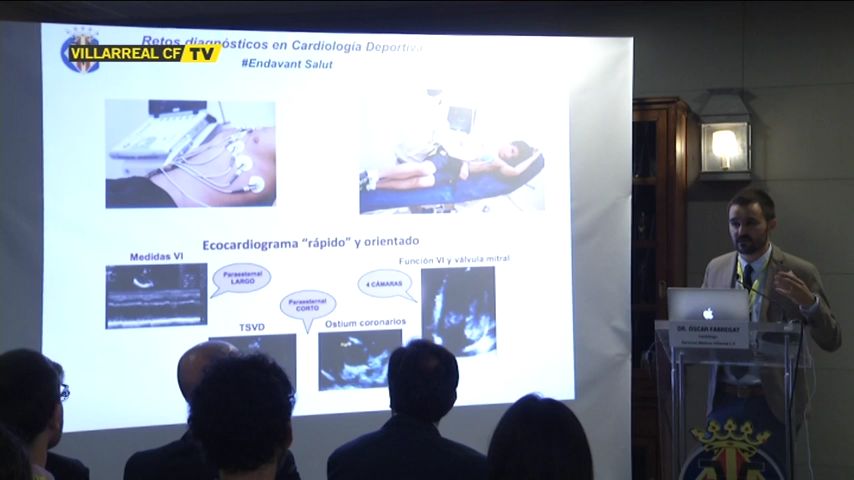 VILLARREAL CF TV
Retos diagnósticos en Cardiología Deportiva
#Endavant Salut
Ecocardiograma “rápido” y orientado
Medidas VI
Función VI y válvula mitral
Paraesternal
LARGO
4 CÁMARAS
Paraesternal
CORTO
TSVD
Ostium coronarios
DR. OSCAR FABREGAT
Cardiólogo